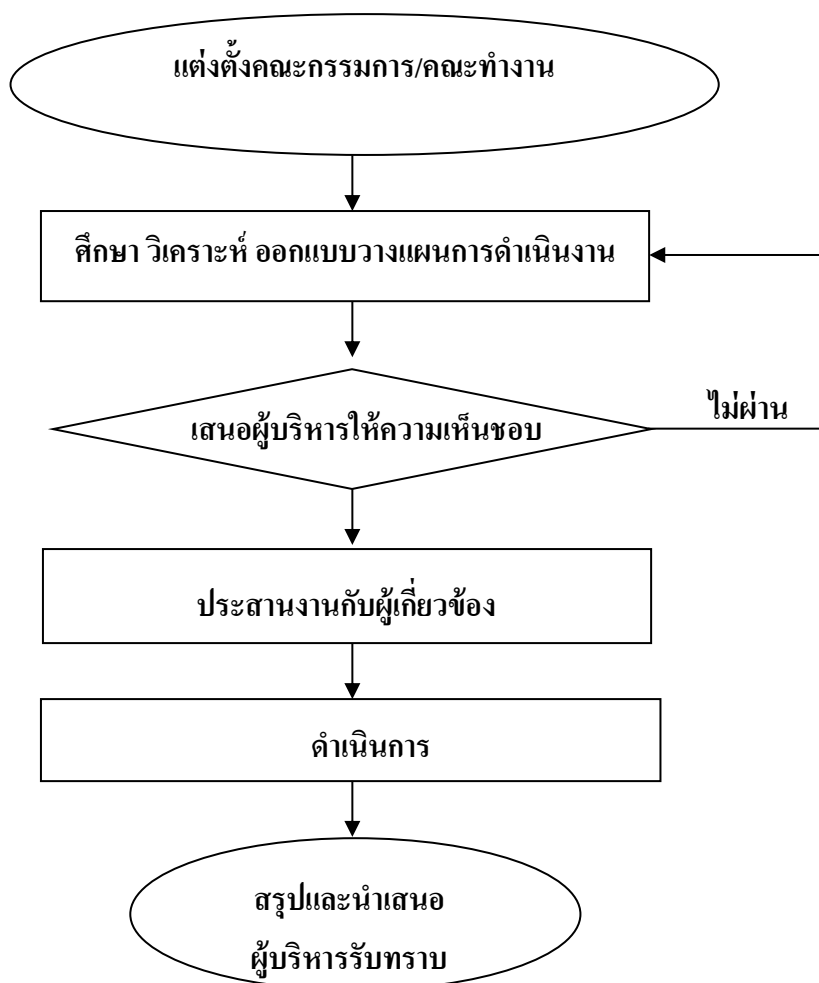 แต่งตั้งคณะกรรมการ/คณะทำงาน
ศึกษา วิเคราะห์ ออกแบบวางแผนการดำเนินงาน
ไม่ผ่าน
เสนอผู้บริหารให้ความเห็นชอบ
ประสานงานกับผู้เกี่ยวข้อง
ดำเนินการ
สรุปและนำเสนอ
ผู้บริหารรับทราบ